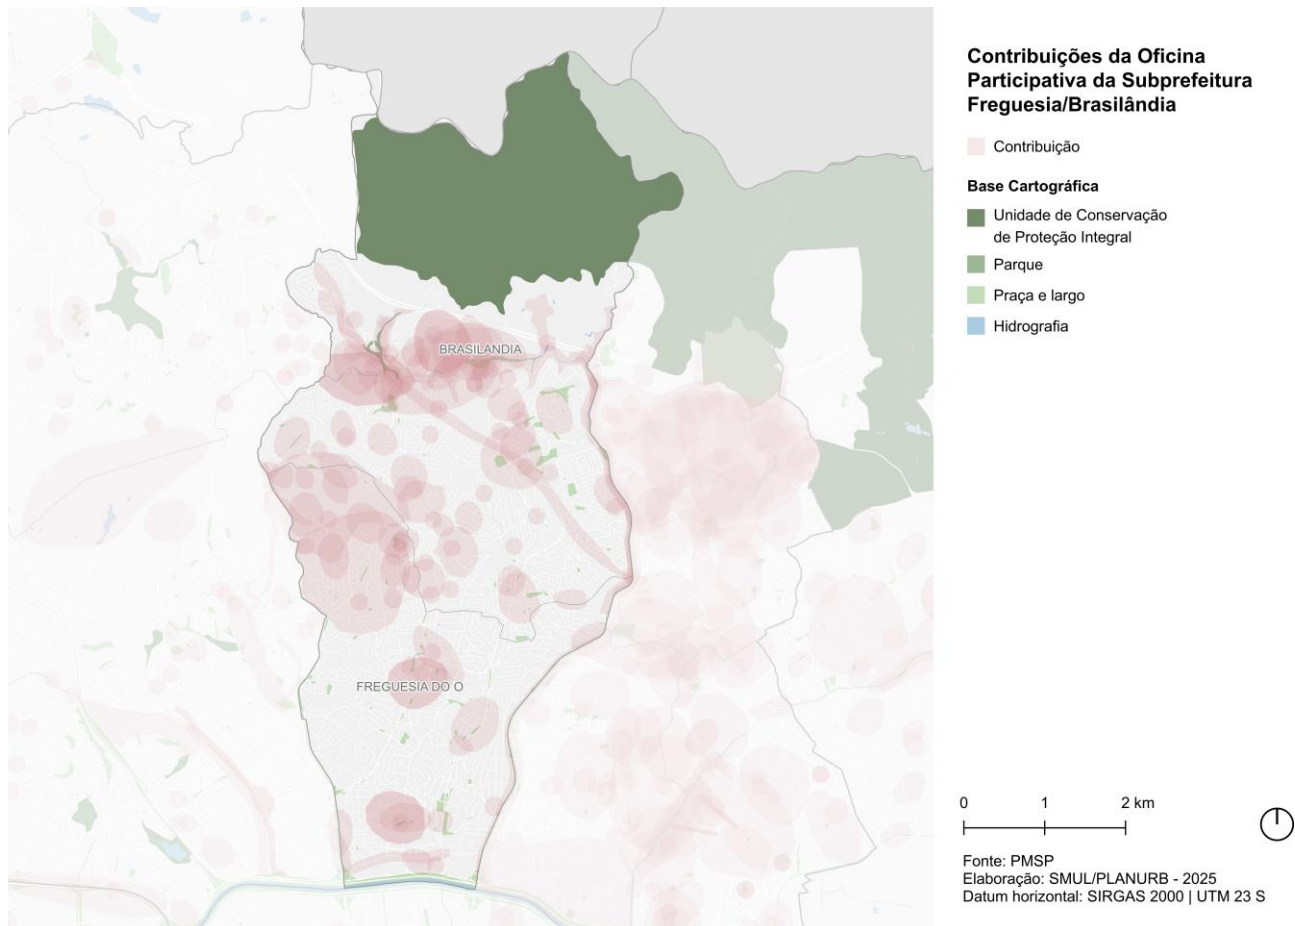 Contribuições da Oficina
Participativa da Subprefeitura
Freguesia/Brasilândia
Contribuição
Base Cartográfica
Unidade de Conservação
de Proteção Integral
Parque
Praça e largo
Hidrografia
BRASILANDIA
FREGUESIA DO O
0 1 2 km
Fonte: PMSP
Elaboração: SMUL/PLANURB - 2025
Datum horizontal: SIRGAS 2000 | UTM 23 S